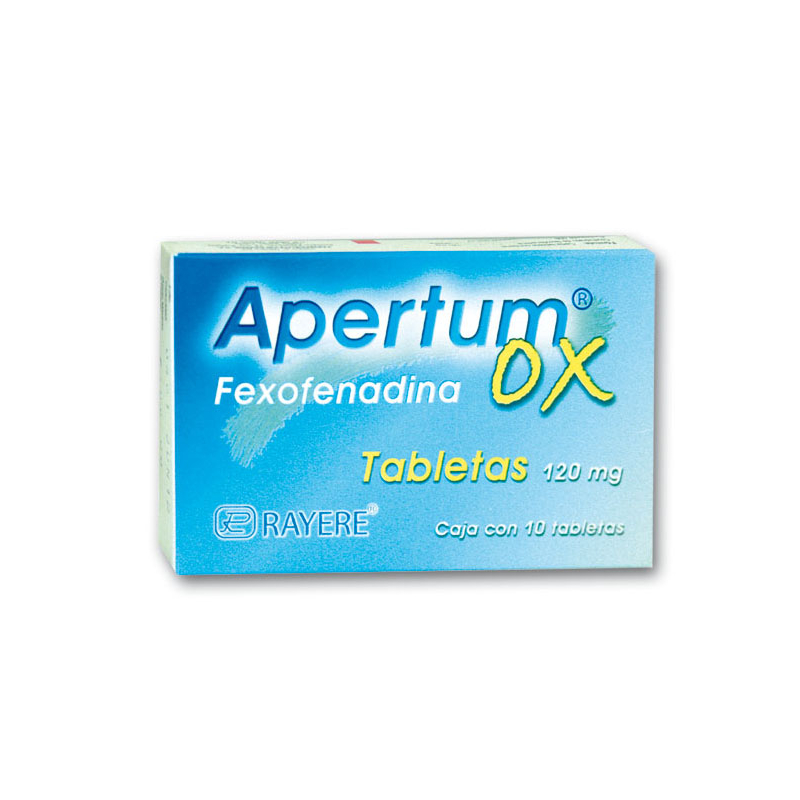 Apertum®
OX
Fexofenadina
Tabletas 120 mg
RAYERE®
Caja con 10 tabletas